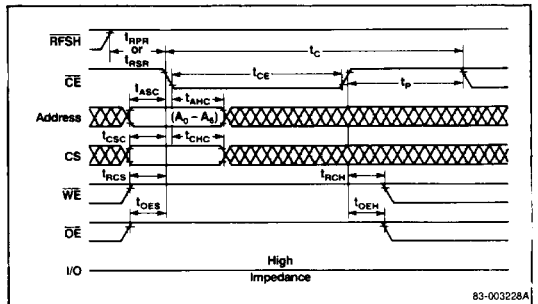 RFSH
tRPR
or
tRSR
tC
CE
tCE
tP
tASC
tAHC
Address
(A0 – A6)
tCSC
tCHC
CS
tRCS
tRCH
WE
tOES
tOEH
OE
I/O
High
Impedance
83-003228A